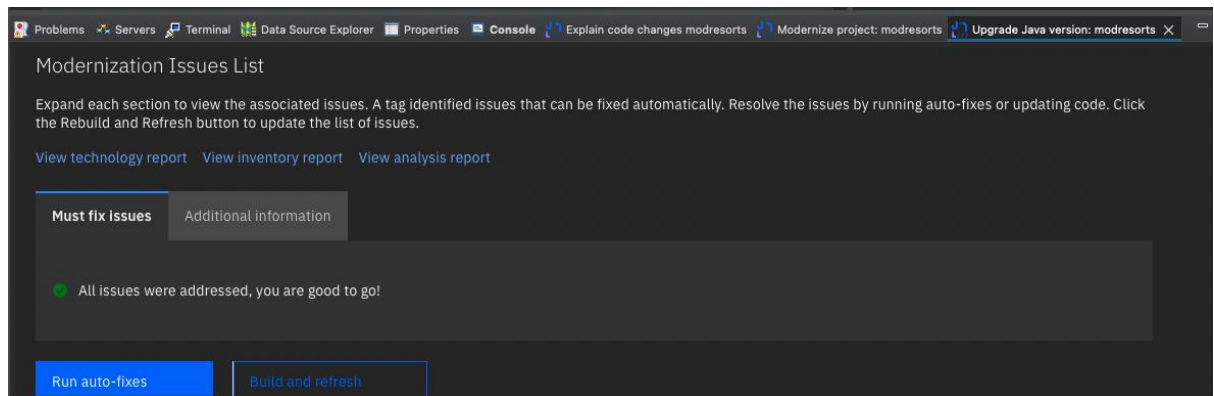 Problems Servers Terminal Data Source Explorer Properties Console Explain code changes modresorts Modernize project: modresorts Upgrade Java version: modresorts
Modernization Issues List
Expand each section to view the associated issues. A tag identified issues that can be fixed automatically. Resolve the issues by running auto-fixes or updating code. Click
the Rebuild and Refresh button to update the list of issues.
View technology report View inventory report View analysis report
Must fix issues Additional information
All issues were addressed, you are good to go!
Run auto-fixes Build and refresh